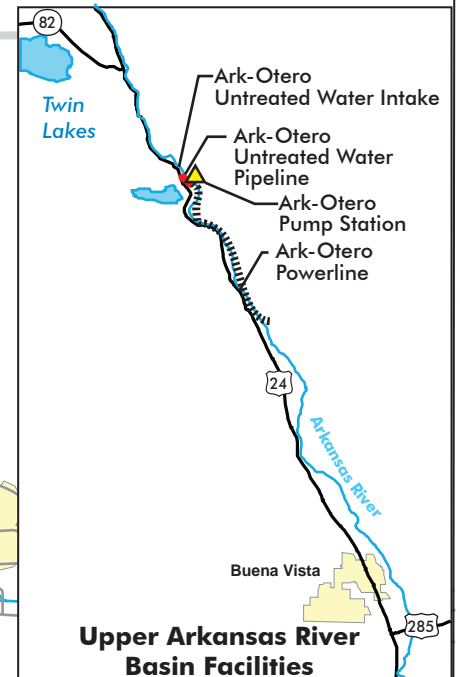 82
Twin
Lakes
Ark-Otero
Untreated Water Intake
Ark-Otero
Untreated Water
Pipeline
Ark-Otero
Pump Station
Ark-Otero
Powerline
24
Arkansas River
Buena Vista
285
Upper Arkansas River
Basin Facilities